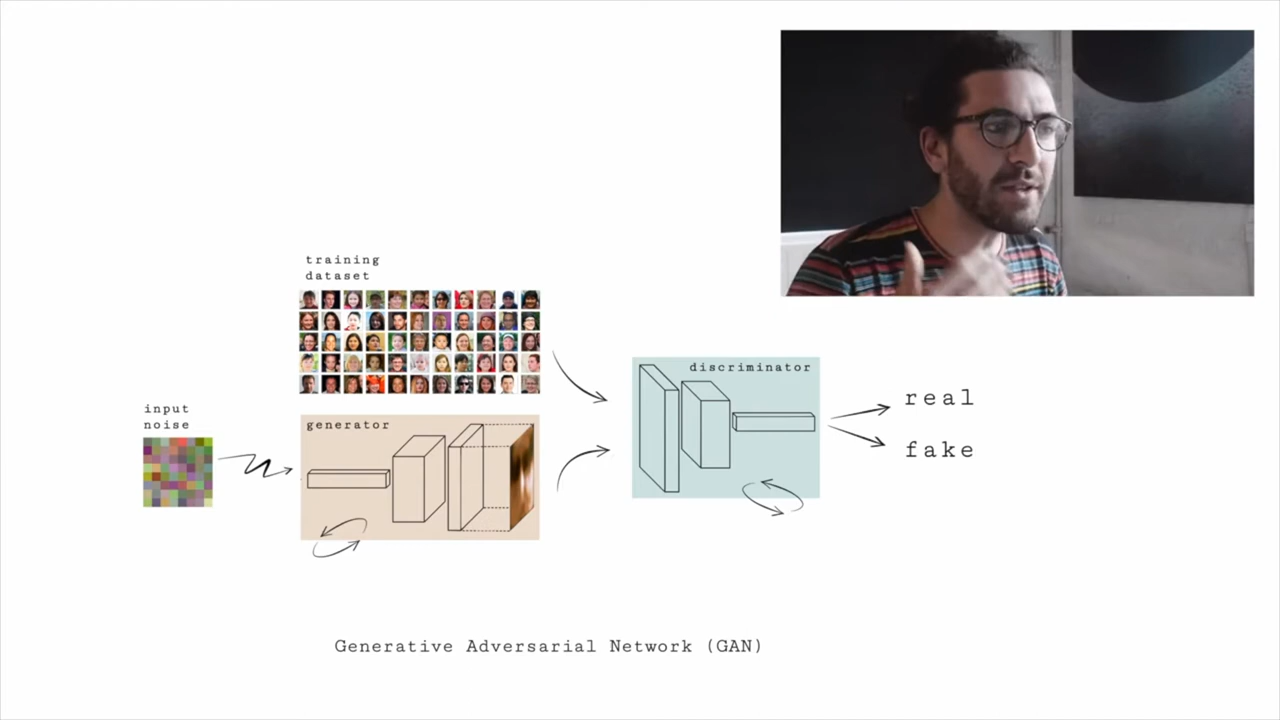 training
dataset
input
noise
generator
discriminator
real
fake
Generative Adversarial Network (GAN)